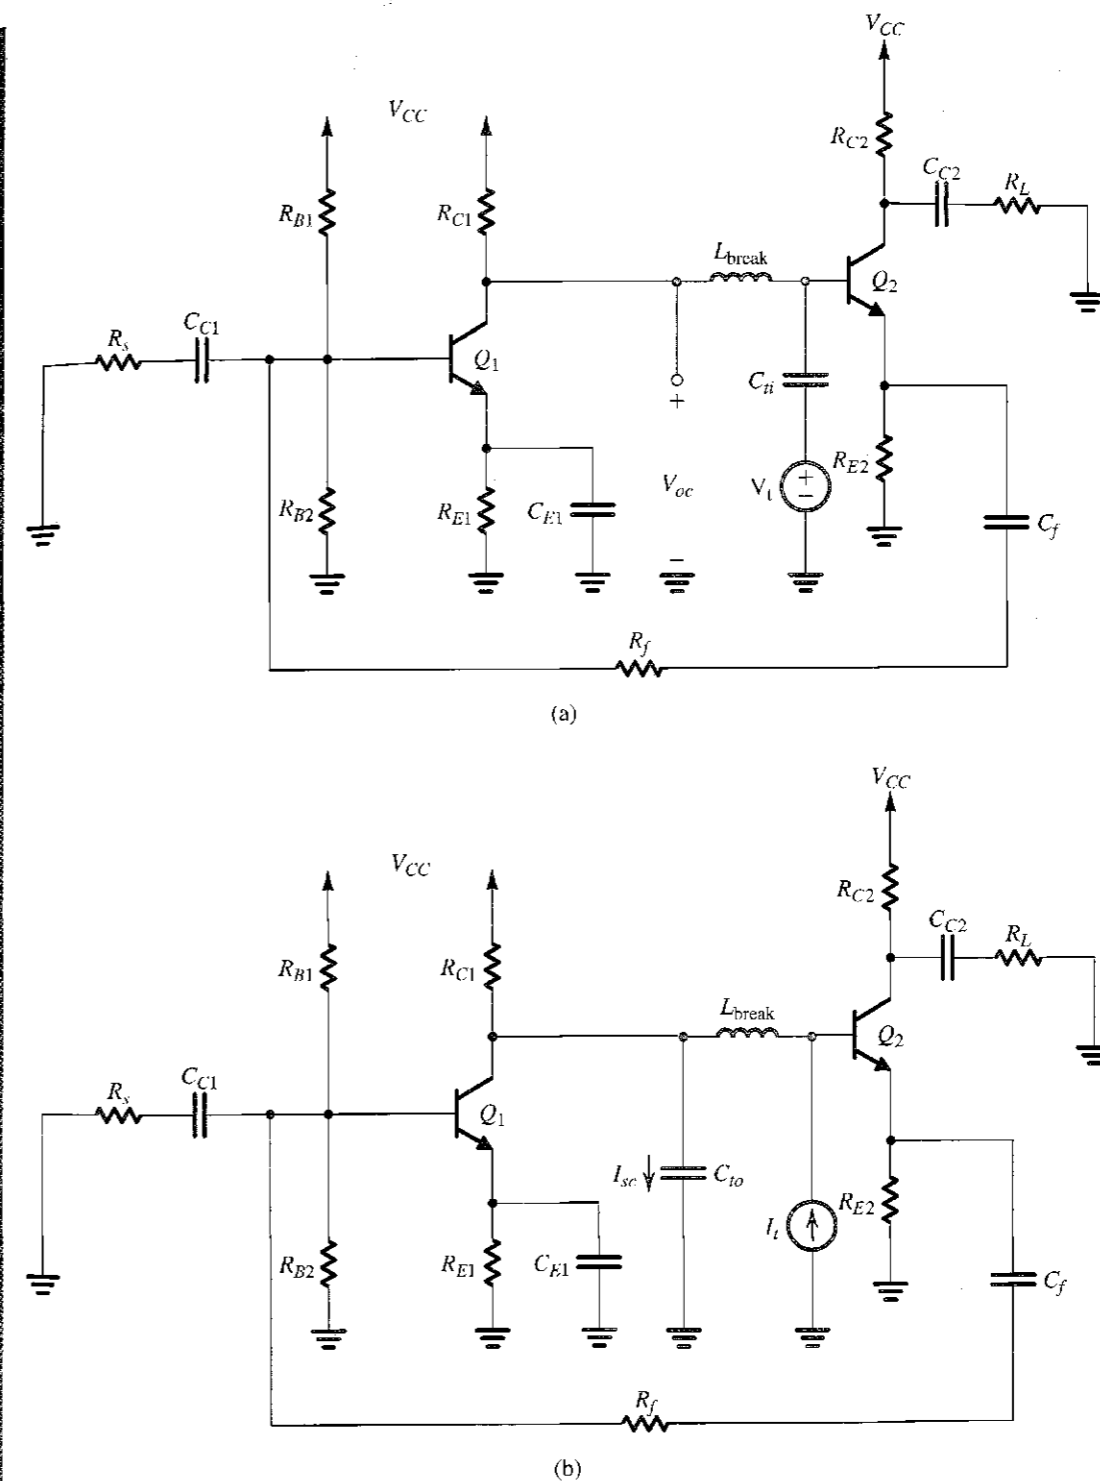 V_CC
R_C2
C_C2
R_L
V_CC
R_B1
R_C1
L_break
Q_2
R_s
C_C1
Q_1
C_ti
+
R_E2
R_B2
R_E1
C_E1
V_oc
V_t
+
−
C_f
−
R_f
(a)
V_CC
R_C2
C_C2
R_L
V_CC
R_B1
R_C1
L_break
Q_2
R_s
C_C1
Q_1
I_sc
C_to
R_E2
I_t
R_B2
R_E1
C_E1
C_f
R_f
(b)